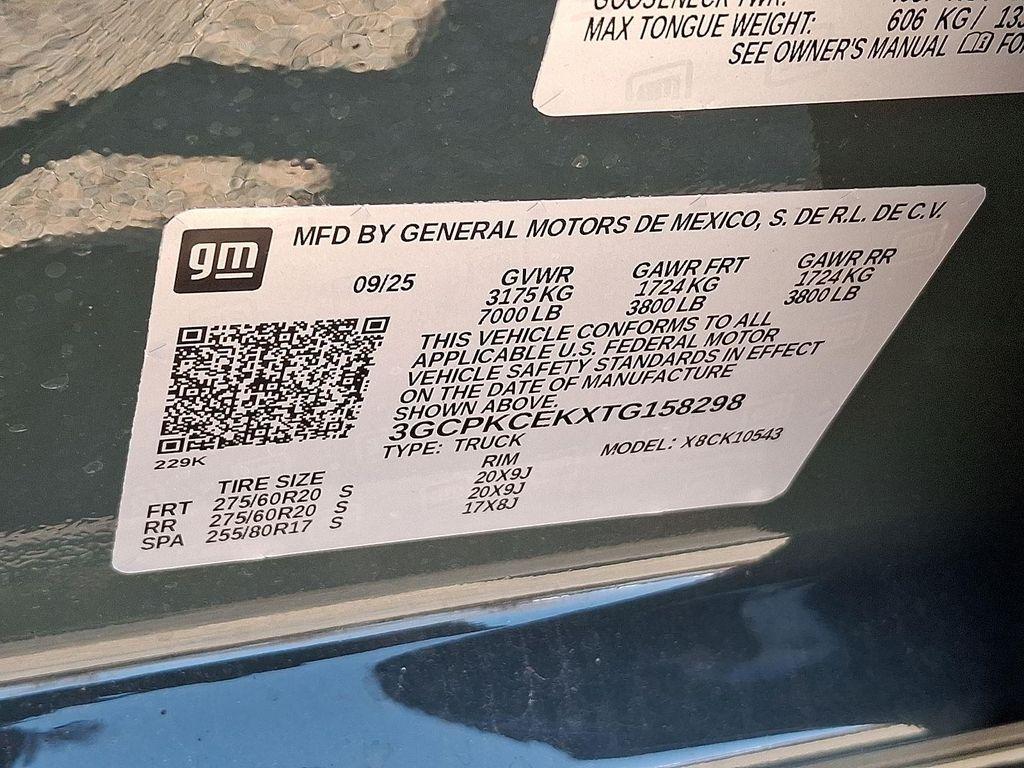 MAX TONGUE WEIGHT: 606 KG/
SEE OWNER'S MANUAL
gm
MFD BY GENERAL MOTORS DE MEXICO, S. DE R.L. DE C.V.
09/25 GVWR GAWR FRT GAWR RR
3175 KG 1724 KG 1724 KG
7000 LB 3800 LB 3800 LB
THIS VEHICLE CONFORMS TO ALL
APPLICABLE U.S. FEDERAL MOTOR
VEHICLE SAFETY STANDARDS IN EFFECT
ON THE DATE OF MANUFACTURE
SHOWN ABOVE.
3GCPKCEKXTG158298
TYPE: TRUCK MODEL: X8CK10543
229K
TIRE SIZE RIM
FRT 275/60R20 S 20X9J
RR 275/60R20 S 20X9J
SPA 255/80R17 S 17X8J